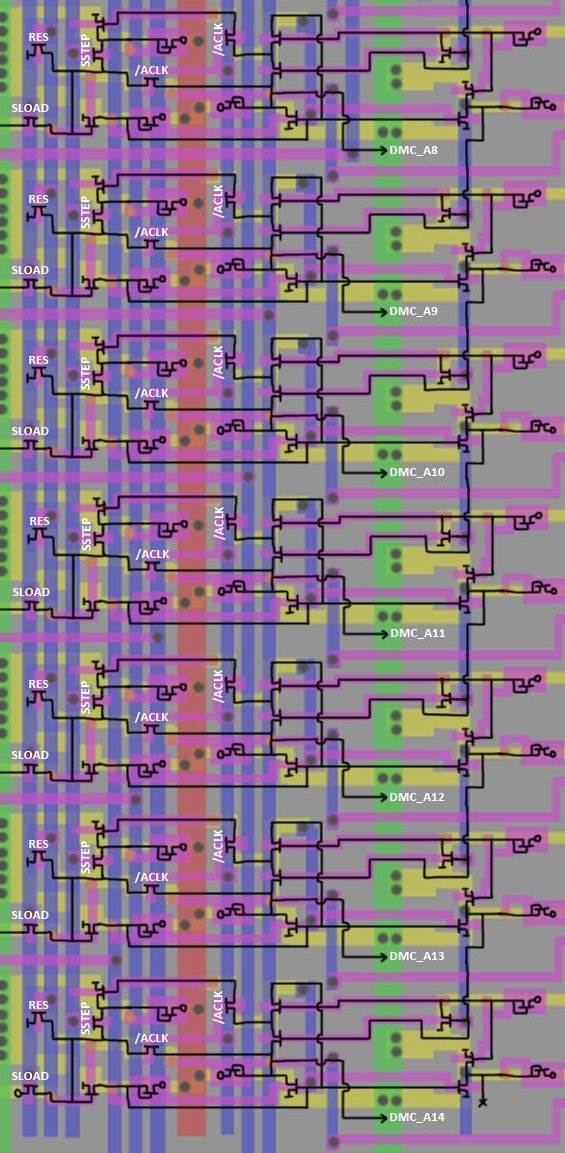 RES
SSTEP
/ACLK
/ACLK
SLOAD
DMC_A8
RES
SSTEP
/ACLK
/ACLK
SLOAD
DMC_A9
RES
SSTEP
/ACLK
/ACLK
SLOAD
DMC_A10
RES
SSTEP
/ACLK
/ACLK
SLOAD
DMC_A11
RES
SSTEP
/ACLK
/ACLK
SLOAD
DMC_A12
RES
SSTEP
/ACLK
/ACLK
SLOAD
DMC_A13
RES
SSTEP
/ACLK
/ACLK
SLOAD
DMC_A14